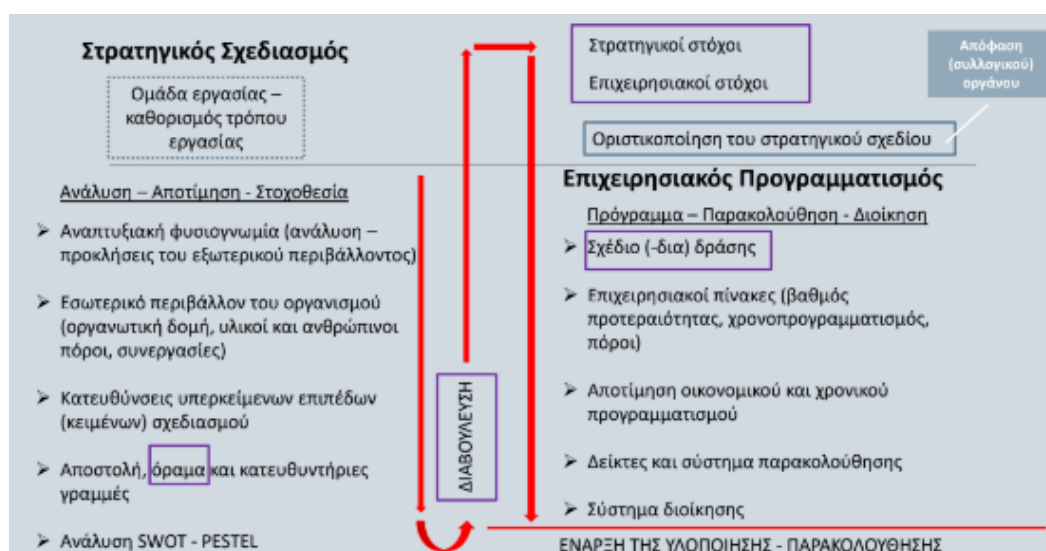 Στρατηγικός Σχεδιασμός
Ομάδα εργασίας –
καθορισμός τρόπου
εργασίας
Ανάλυση – Αποτίμηση - Στοχοθεσία
➢ Αναπτυξιακή φυσιογνωμία (ανάλυση –
προκλήσεις του εξωτερικού περιβάλλοντος)
➢ Εσωτερικό περιβάλλον του οργανισμού
(οργανωτική δομή, υλικοί και ανθρώπινοι
πόροι, συνεργασίες)
➢ Κατευθύνσεις υπερκείμενων επιπέδων
(κειμένων) σχεδιασμού
➢ Αποστολή, όραμα και κατευθυντήριες
γραμμές
➢ Ανάλυση SWOT - PESTEL
ΔΙΑΒΟΥΛΕΥΣΗ
Στρατηγικοί στόχοι
Επιχειρησιακοί στόχοι
Απόφαση
(συλλογικού)
οργάνου
Οριστικοποίηση του στρατηγικού σχεδίου
Επιχειρησιακός Προγραμματισμός
Πρόγραμμα – Παρακολούθηση - Διοίκηση
➢ Σχέδιο (-δια) δράσης
➢ Επιχειρησιακοί πίνακες (βαθμός
προτεραιότητας, χρονοπρογραμματισμός,
πόροι)
➢ Αποτίμηση οικονομικού και χρονικού
προγραμματισμού
➢ Δείκτες και σύστημα παρακολούθησης
➢ Σύστημα διοίκησης
ΕΝΑΡΞΗ ΤΗΣ ΥΛΟΠΟΙΗΣΗΣ - ΠΑΡΑΚΟΛΟΥΘΗΣΗΣ